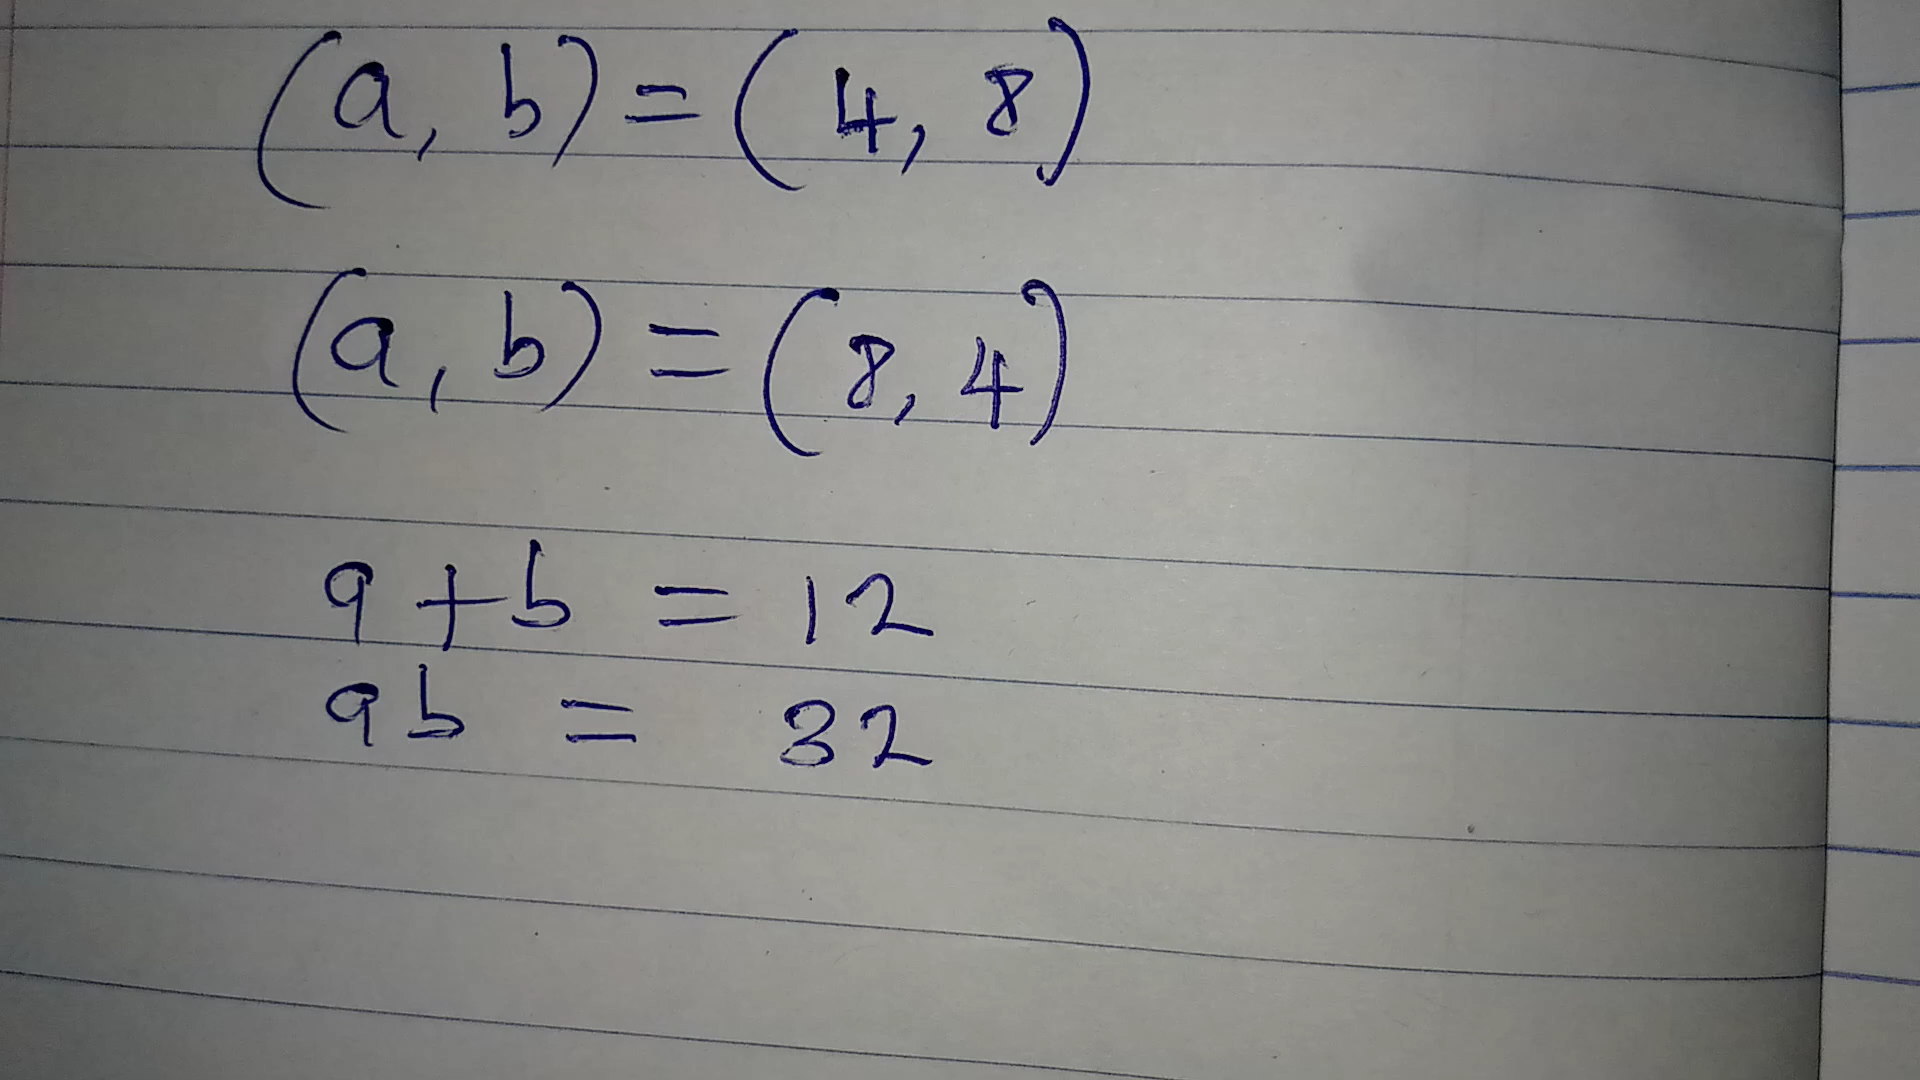 (a, b) = (4, 8)
(a, b) = (8, 4)
a + b = 12
ab = 32